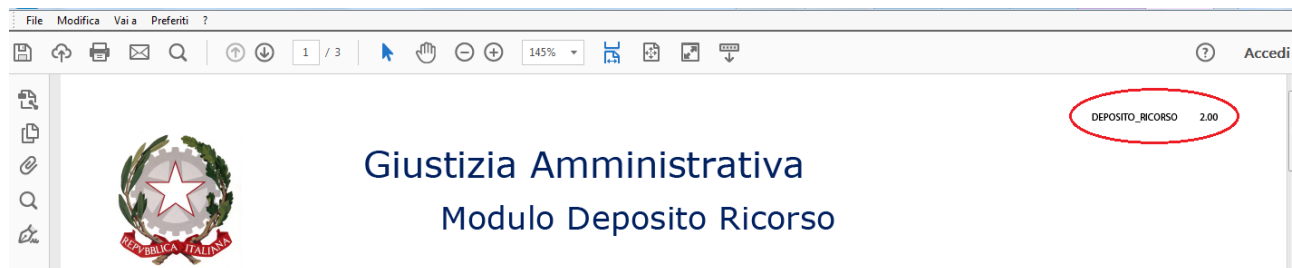 File Modifica Vai a Preferiti ?
1 / 3 145% ? Accedi
DEPOSITO_RICORSO 2.00
Giustizia Amministrativa
Modulo Deposito Ricorso
REPVBBLICA ITALIANA